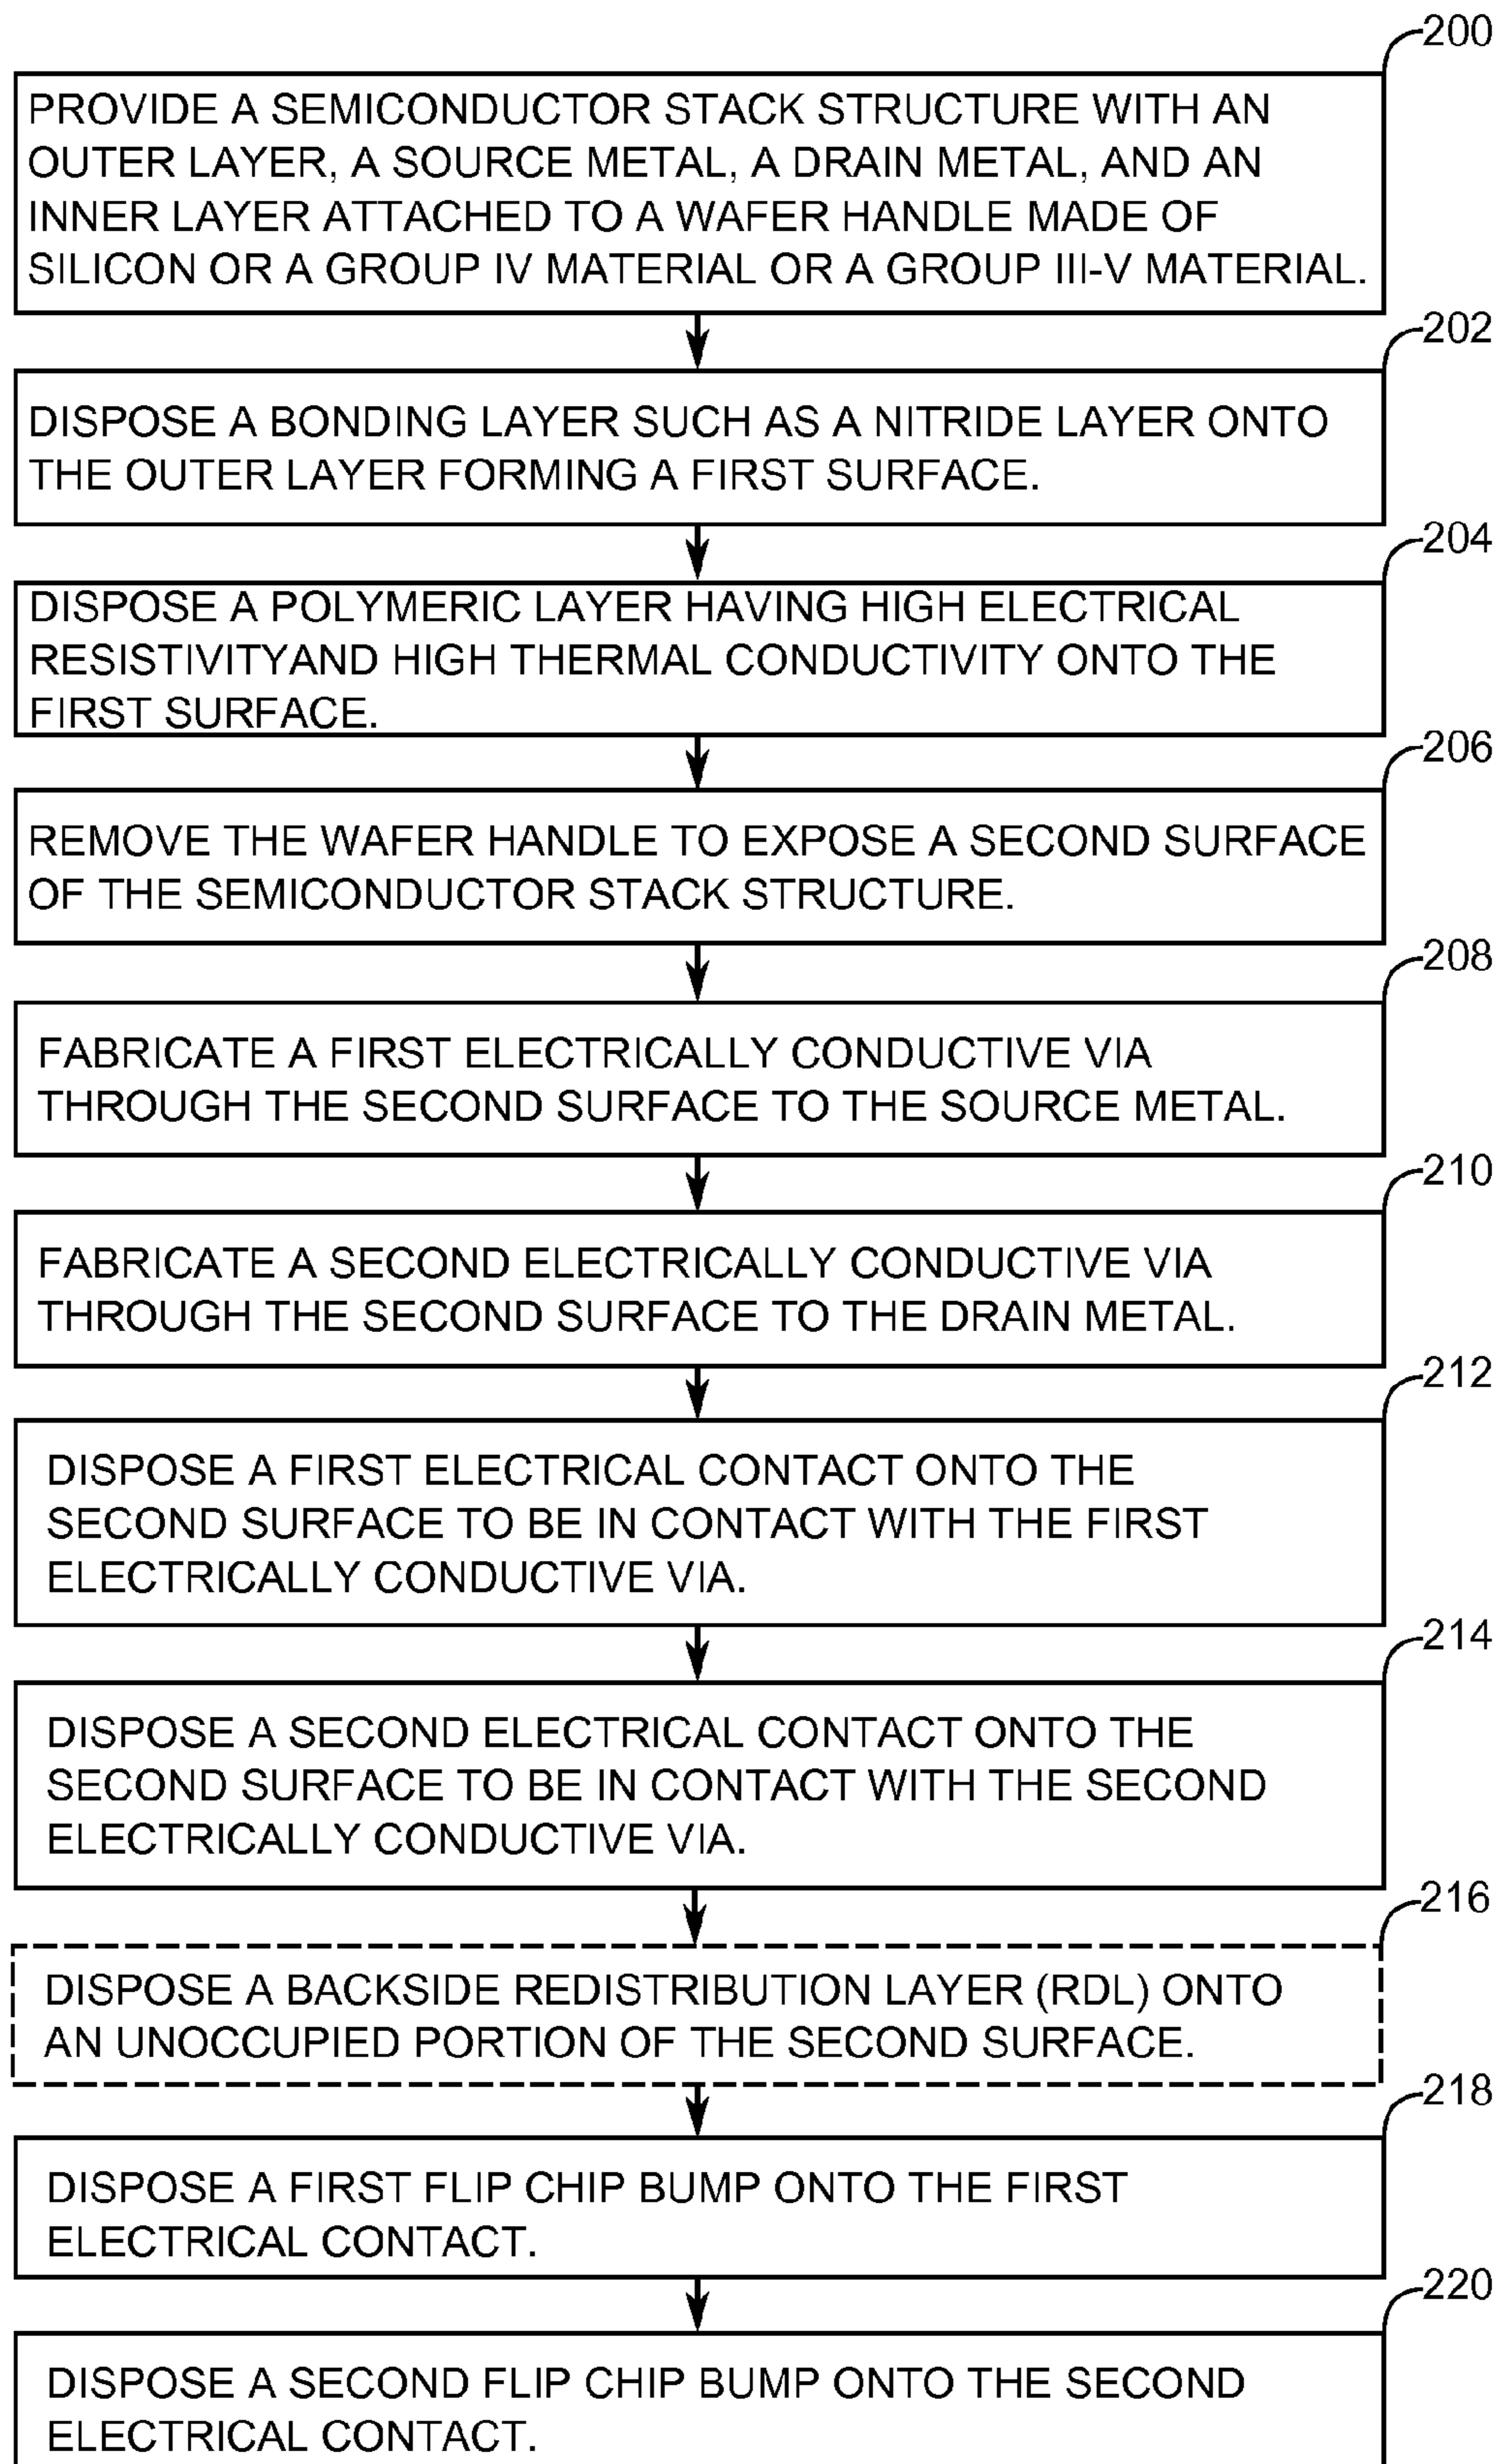 200
PROVIDE A SEMICONDUCTOR STACK STRUCTURE WITH AN
OUTER LAYER, A SOURCE METAL, A DRAIN METAL, AND AN
INNER LAYER ATTACHED TO A WAFER HANDLE MADE OF
SILICON OR A GROUP IV MATERIAL OR A GROUP III-V MATERIAL.
202
DISPOSE A BONDING LAYER SUCH AS A NITRIDE LAYER ONTO
THE OUTER LAYER FORMING A FIRST SURFACE.
204
DISPOSE A POLYMERIC LAYER HAVING HIGH ELECTRICAL
RESISTIVITYAND HIGH THERMAL CONDUCTIVITY ONTO THE
FIRST SURFACE.
206
REMOVE THE WAFER HANDLE TO EXPOSE A SECOND SURFACE
OF THE SEMICONDUCTOR STACK STRUCTURE.
208
FABRICATE A FIRST ELECTRICALLY CONDUCTIVE VIA
THROUGH THE SECOND SURFACE TO THE SOURCE METAL.
210
FABRICATE A SECOND ELECTRICALLY CONDUCTIVE VIA
THROUGH THE SECOND SURFACE TO THE DRAIN METAL.
212
DISPOSE A FIRST ELECTRICAL CONTACT ONTO THE
SECOND SURFACE TO BE IN CONTACT WITH THE FIRST
ELECTRICALLY CONDUCTIVE VIA.
214
DISPOSE A SECOND ELECTRICAL CONTACT ONTO THE
SECOND SURFACE TO BE IN CONTACT WITH THE SECOND
ELECTRICALLY CONDUCTIVE VIA.
216
DISPOSE A BACKSIDE REDISTRIBUTION LAYER (RDL) ONTO
AN UNOCCUPIED PORTION OF THE SECOND SURFACE.
218
DISPOSE A FIRST FLIP CHIP BUMP ONTO THE FIRST
ELECTRICAL CONTACT.
220
DISPOSE A SECOND FLIP CHIP BUMP ONTO THE SECOND
ELECTRICAL CONTACT.